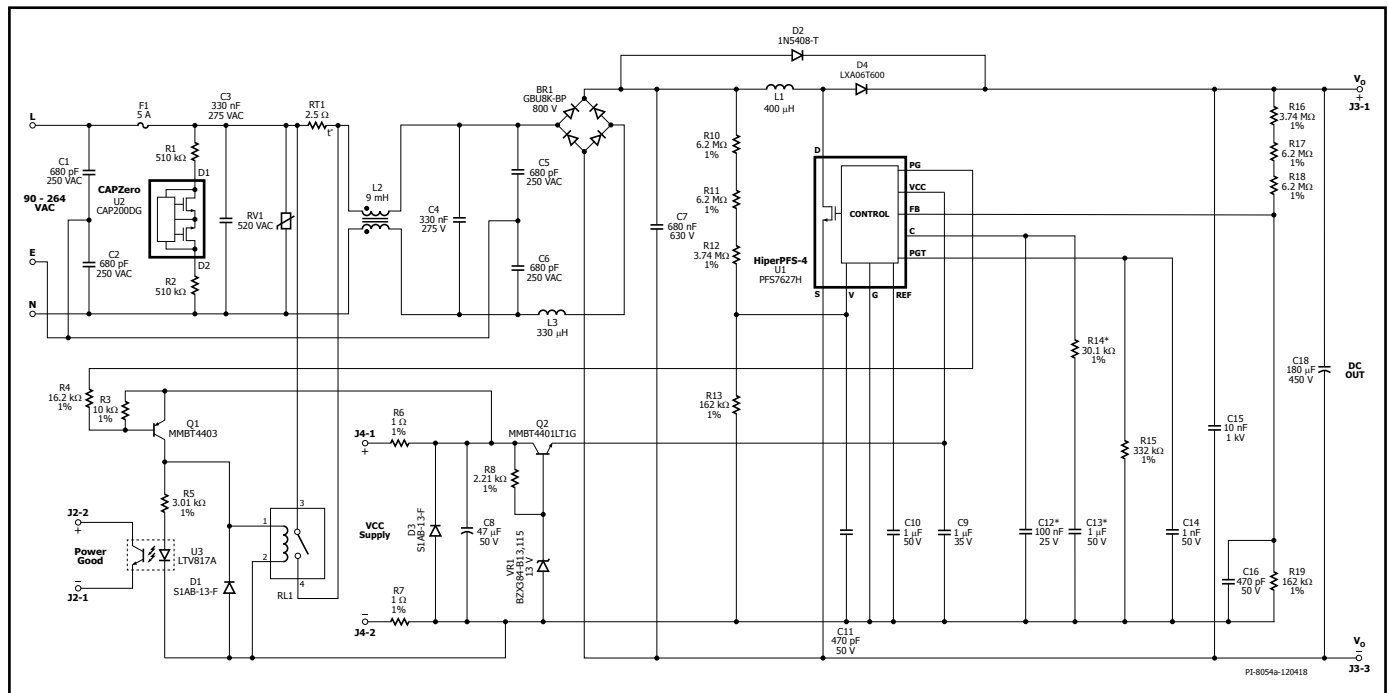 D2
1N5408-T
D4
LXA06T600
BR1
GBU8K-BP
800 V
L1
400 µH
VO
+
J3-1
C3
330 nF
275 VAC
F1
5 A
RT1
2.5 Ω
t°
L
R1
510 kΩ
C1
680 pF
250 VAC
D1
CAPZero
U2
CAP200DG
90 - 264
VAC
RV1
520 VAC
L2
9 mH
C4
330 nF
275 V
C5
680 pF
250 VAC
C2
680 pF
250 VAC
D2
R2
510 kΩ
E
N
C6
680 pF
250 VAC
L3
330 µH
C7
680 nF
630 V
R10
6.2 MΩ
1%
R11
6.2 MΩ
1%
R12
3.74 MΩ
1%
D
PG
VCC
CONTROL
FB
C
PGT
HiperPFS-4
U1
PFS7627H
S
V
G
REF
R16
3.74 MΩ
1%
R17
6.2 MΩ
1%
R18
6.2 MΩ
1%
R4
16.2 kΩ
1%
R3
10 kΩ
1%
Q1
MMBT4403
R6
1 Ω
1%
J4-1
+
Q2
MMBT4401LT1G
R13
162 kΩ
1%
R14*
30.1 kΩ
1%
R15
332 kΩ
1%
C15
10 nF
1 kV
C18
180 µF
450 V
DC
OUT
R5
3.01 kΩ
1%
R8
2.21 kΩ
1%
J2-2
+
Power
Good
U3
LTV817A
J2-1
–
D1
S1AB-13-F
3
1
2
4
RL1
VCC
Supply
D3
S1AB-13-F
C8
47 µF
50 V
VR1
BZX384-B13,115
13 V
C10
1 µF
50 V
C9
1 µF
35 V
C12*
100 nF
25 V
C13*
1 µF
50 V
C14
1 nF
50 V
C16
470 pF
50 V
R19
162 kΩ
1%
R7
1 Ω
1%
–
J4-2
C11
470 pF
50 V
VO
–
J3-3
PI-8054a-120418